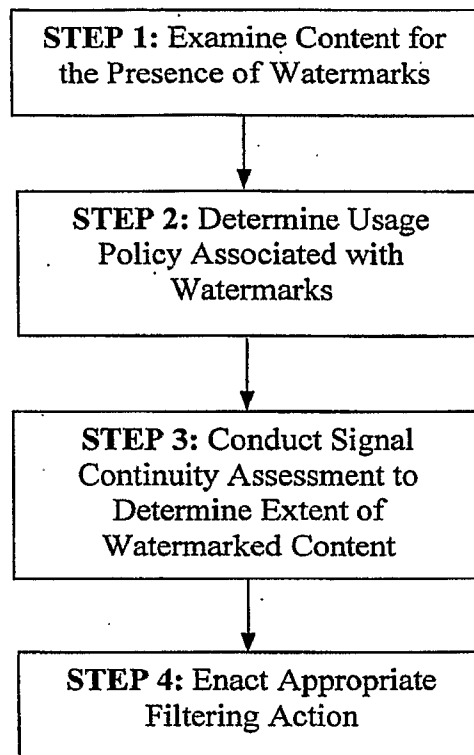 STEP 1: Examine Content for
the Presence of Watermarks
STEP 2: Determine Usage
Policy Associated with
Watermarks
STEP 3: Conduct Signal
Continuity Assessment to
Determine Extent of
Watermarked Content
STEP 4: Enact Appropriate
Filtering Action